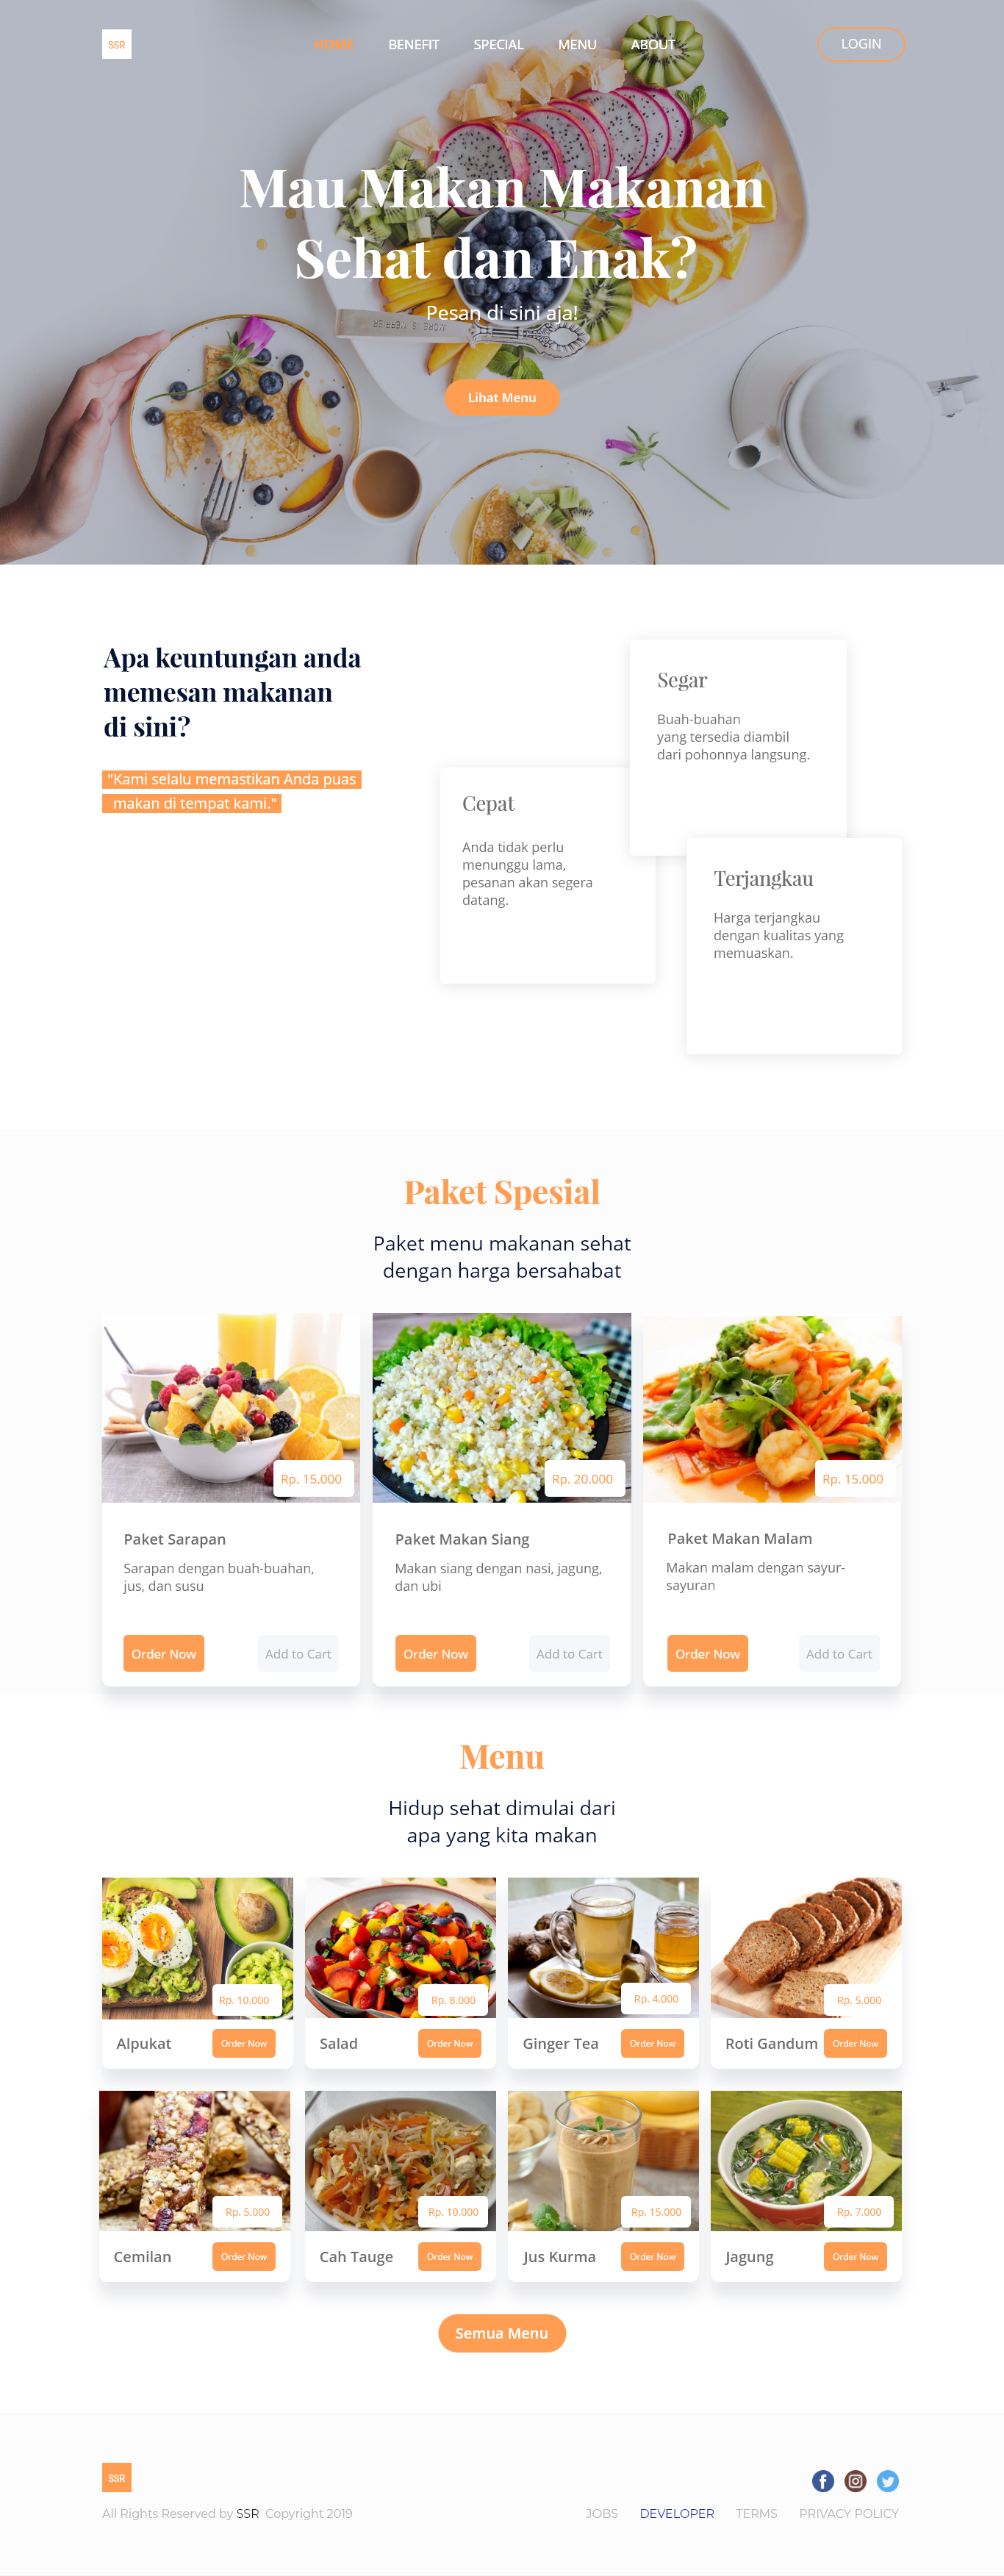 SSR
HOME BENEFIT SPECIAL MENU ABOUT
LOGIN
Mau Makan Makanan
Sehat dan Enak?
Pesan di sini aja!
Lihat Menu
Apa keuntungan anda
memesan makanan
di sini?
"Kami selalu memastikan Anda puas
makan di tempat kami."
Segar
Buah-buahan
yang tersedia diambil
dari pohonnya langsung.
Cepat
Anda tidak perlu
menunggu lama,
pesanan akan segera
datang.
Terjangkau
Harga terjangkau
dengan kualitas yang
memuaskan.
Paket Spesial
Paket menu makanan sehat
dengan harga bersahabat
Rp. 15.000
Paket Sarapan
Sarapan dengan buah-buahan,
jus, dan susu
Order Now
Add to Cart
Rp. 20.000
Paket Makan Siang
Makan siang dengan nasi, jagung,
dan ubi
Order Now
Add to Cart
Rp. 15.000
Paket Makan Malam
Makan malam dengan sayur-
sayuran
Order Now
Add to Cart
Menu
Hidup sehat dimulai dari
apa yang kita makan
Rp. 10.000
Alpukat
Order Now
Rp. 8.000
Salad
Order Now
Rp. 4.000
Ginger Tea
Order Now
Rp. 5.000
Roti Gandum
Order Now
Rp. 5.000
Cemilan
Order Now
Rp. 10.000
Cah Tauge
Order Now
Rp. 15.000
Jus Kurma
Order Now
Rp. 7.000
Jagung
Order Now
Semua Menu
SSR
All Rights Reserved by SSR Copyright 2019
JOBS DEVELOPER TERMS PRIVACY POLICY